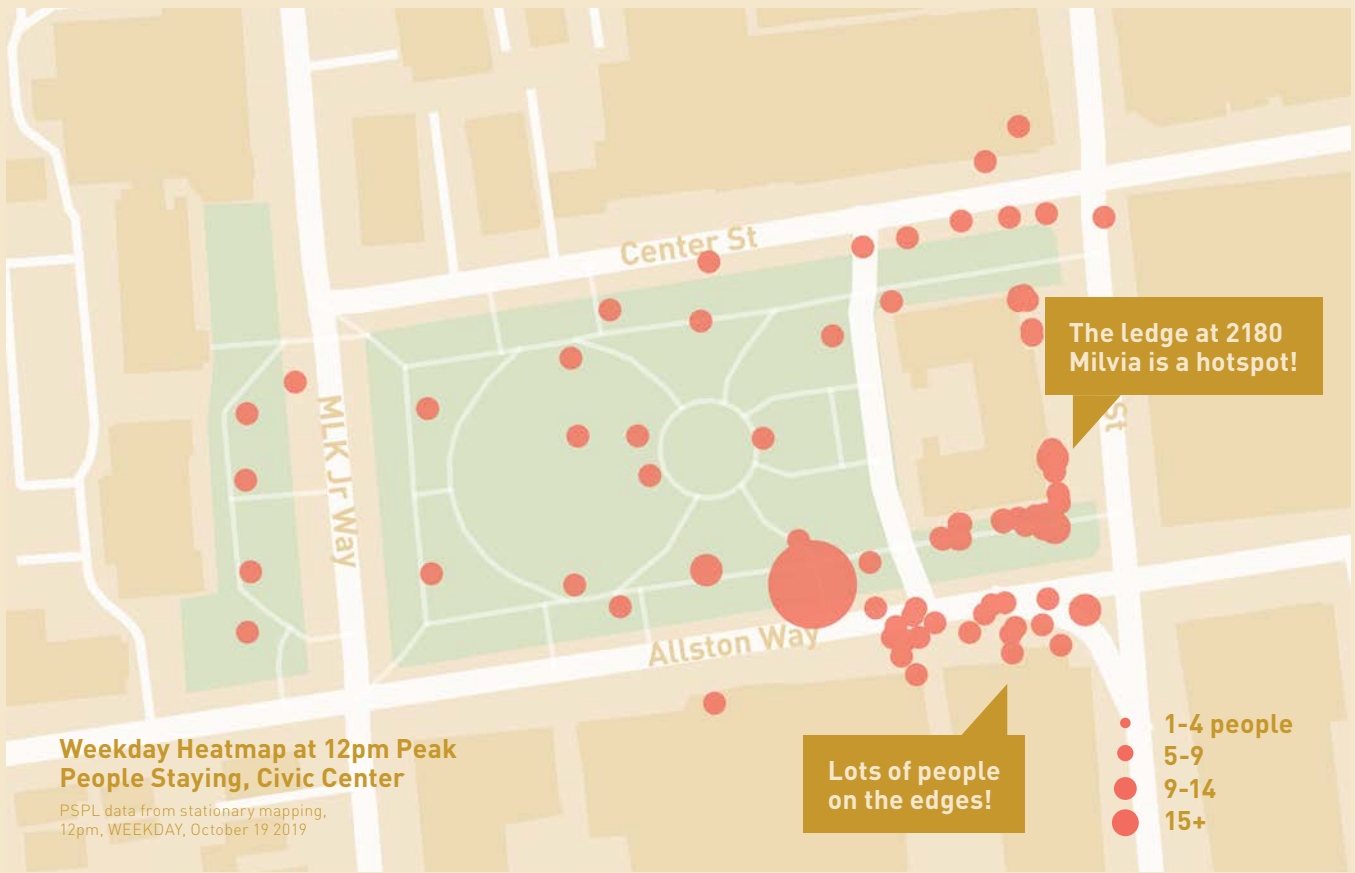 Center St
The ledge at 2180
Milvia is a hotspot!
St
MLK Jr Way
Allston Way
Weekday Heatmap at 12pm Peak
People Staying, Civic Center
PSPL data from stationary mapping,
12pm, WEEKDAY, October 19 2019
Lots of people
on the edges!
1-4 people
5-9
9-14
15+